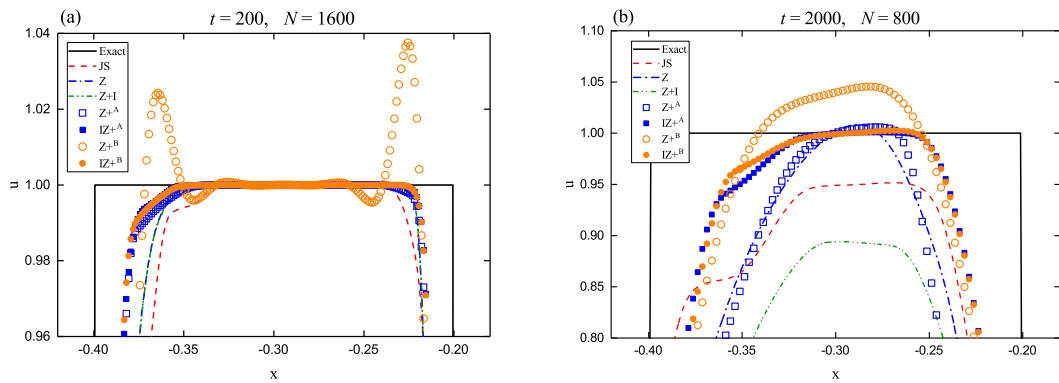 (a)
t = 200, N = 1600
1.04
1.02
1.00
0.98
0.96
u
Exact
JS
Z
Z+I
Z+A
IZ+A
Z+B
IZ+B
-0.40
-0.35
-0.30
-0.25
-0.20
x
(b)
t = 2000, N = 800
1.10
1.05
1.00
0.95
0.90
0.85
0.80
u
Exact
JS
Z
Z+I
Z+A
IZ+A
Z+B
IZ+B
-0.40
-0.35
-0.30
-0.25
-0.20
x